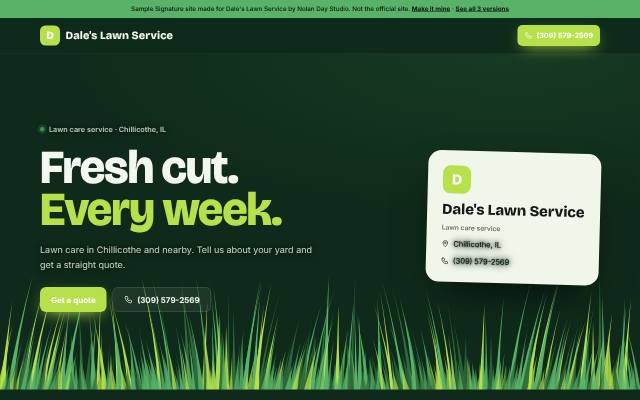 Sample Signature site made for Dale's Lawn Service by Nolan Day Studio. Not the official site. Make it mine · See all 3 versions
D Dale's Lawn Service
(309) 579-2569
Lawn care service · Chillicothe, IL
Fresh cut.
Every week.
Lawn care in Chillicothe and nearby. Tell us about your yard and
get a straight quote.
Get a quote
(309) 579-2569
D
Dale's Lawn Service
Lawn care service
Chillicothe, IL
(309) 579-2569